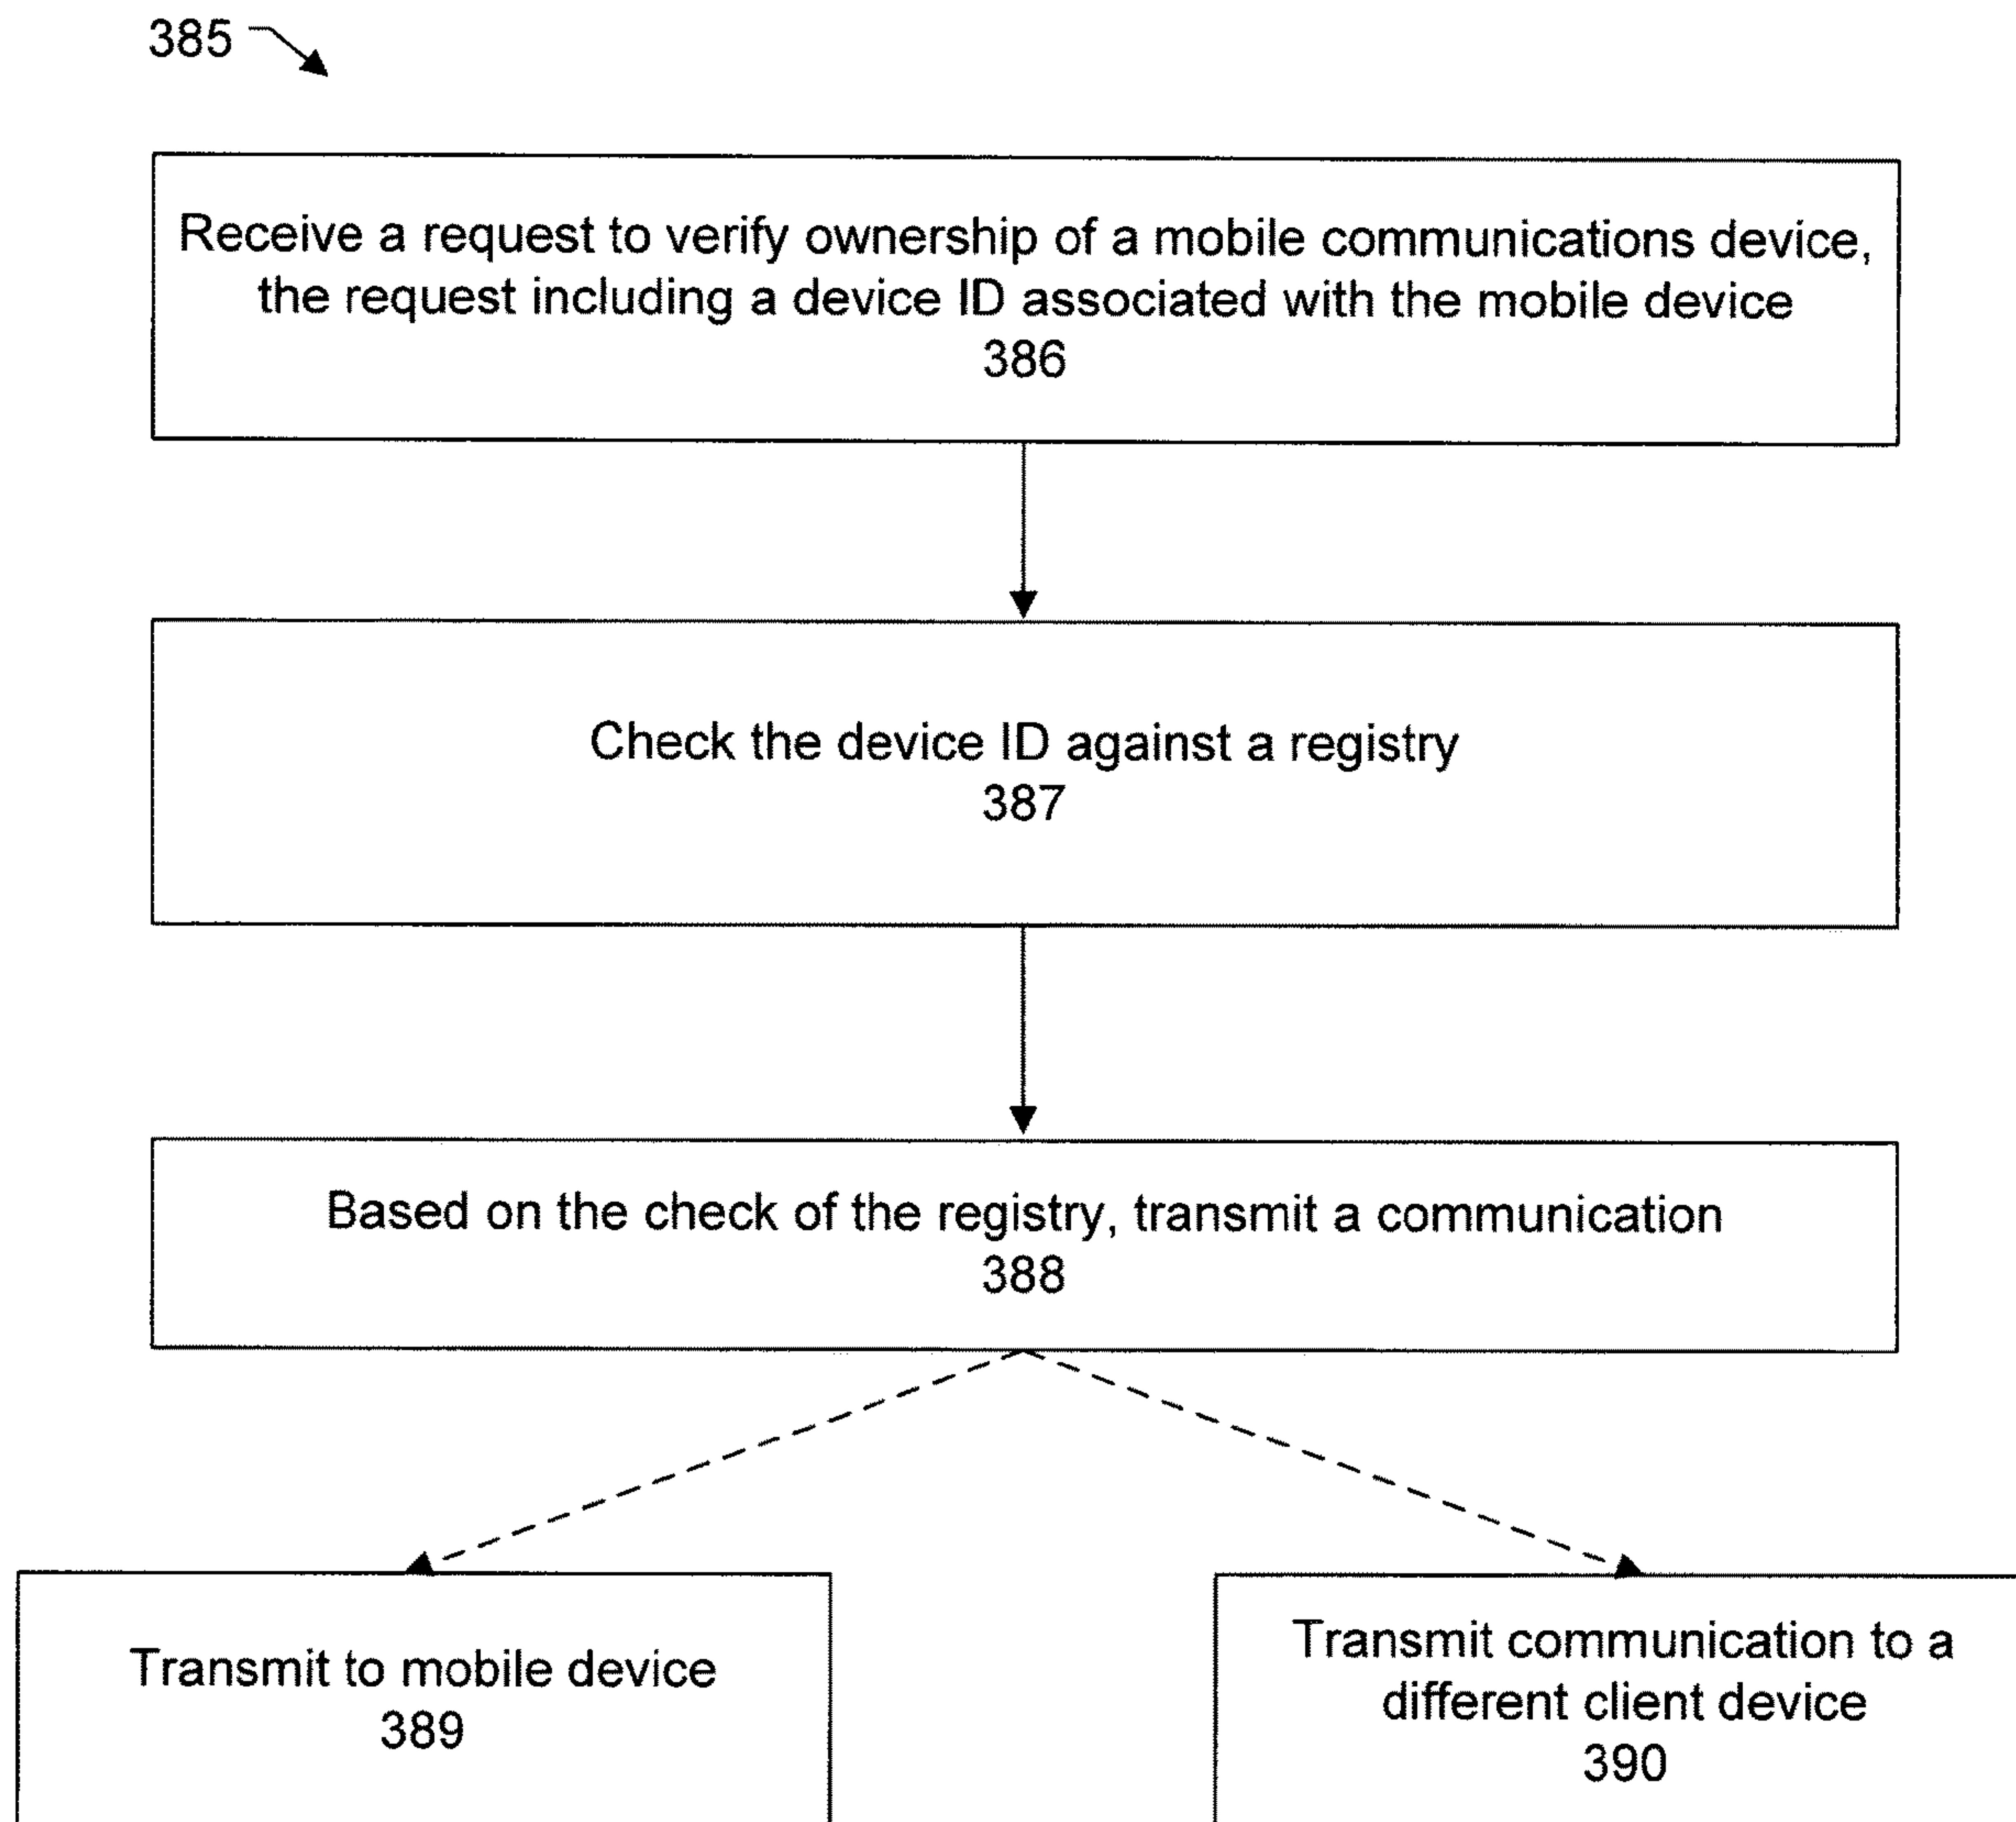 385
Receive a request to verify ownership of a mobile communications device,
the request including a device ID associated with the mobile device
386
Check the device ID against a registry
387
Based on the check of the registry, transmit a communication
388
Transmit to mobile device
389
Transmit communication to a
different client device
390